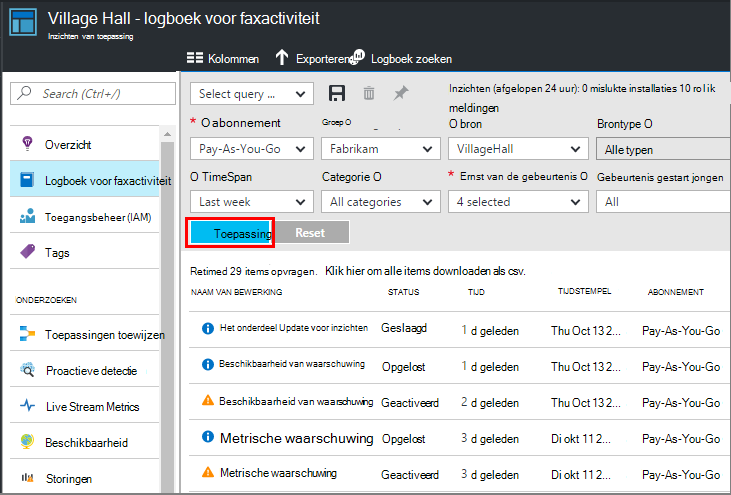 Village Hall - logboek voor faxactiviteit
Inzichten van toepassing
Kolommen Exporteren Logboek zoeken
Search (Ctrl+/)
Overzicht
Logboek voor faxactiviteit
Toegangsbeheer (IAM)
Tags
ONDERZOEKEN
Toepassingen toewijzen
Proactieve detectie
Live Stream Metrics
Beschikbaarheid
Storingen
Select query ... Inzichten (afgelopen 24 uur): 0 mislukte installaties 10 rol ik
meldingen
* O abonnement Groep O O bron Brontype O
Pay-As-You-Go Fabrikam VillageHall Alle typen
O TimeSpan Categorie O * Ernst van de gebeurtenis O Gebeurtenis gestart jongen
Last week All categories 4 selected All
Toepassing Reset
Retimed 29 items opvragen. Klik hier om alle items downloaden als csv.
NAAM VAN BEWERKING STATUS TIJD TIJDSTEMPEL ABONNEMENT
Het onderdeel Update voor inzichten Geslaagd 1 d geleden Thu Oct 13 2... Pay-As-You-Go
Beschikbaarheid van waarschuwing Opgelost 1 d geleden Thu Oct 13 2... Pay-As-You-Go
Beschikbaarheid van waarschuwing Geactiveerd 2 d geleden Thu Oct 13 2... Pay-As-You-Go
Metrische waarschuwing Opgelost 3 d geleden Di okt 11 2... Pay-As-You-Go
Metrische waarschuwing Geactiveerd 3 d geleden Di okt 11 2... Pay-As-You-Go